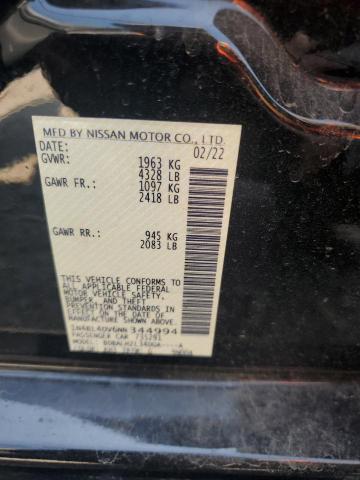 MFD BY NISSAN MOTOR CO., LTD.
DATE: 02/22
GVWR: 1963 KG
4328 LB
GAWR FR: 1097 KG
2418 LB
GAWR RR: 945 KG
2083 LB
THIS VEHICLE CONFORMS TO
ALL APPLICABLE FEDERAL
MOTOR VEHICLE SAFETY,
BUMPER, AND THEFT
PREVENTION STANDARDS IN
EFFECT ON THE DATE OF
MANUFACTURE SHOWN ABOVE.
344994
PASSENGER CAR